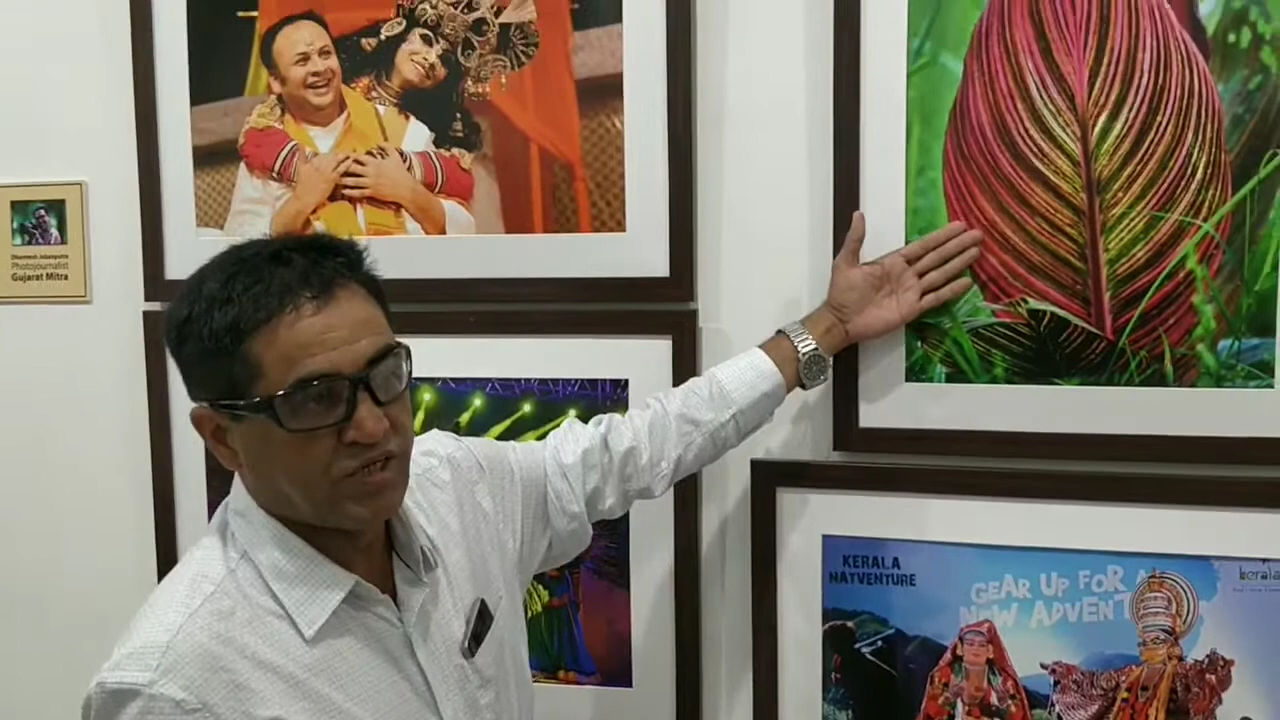 Photojournalist
Gujarat Mitra
KERALA
NATVENTURE
GEAR UP FOR A
NEW ADVENT
kerala